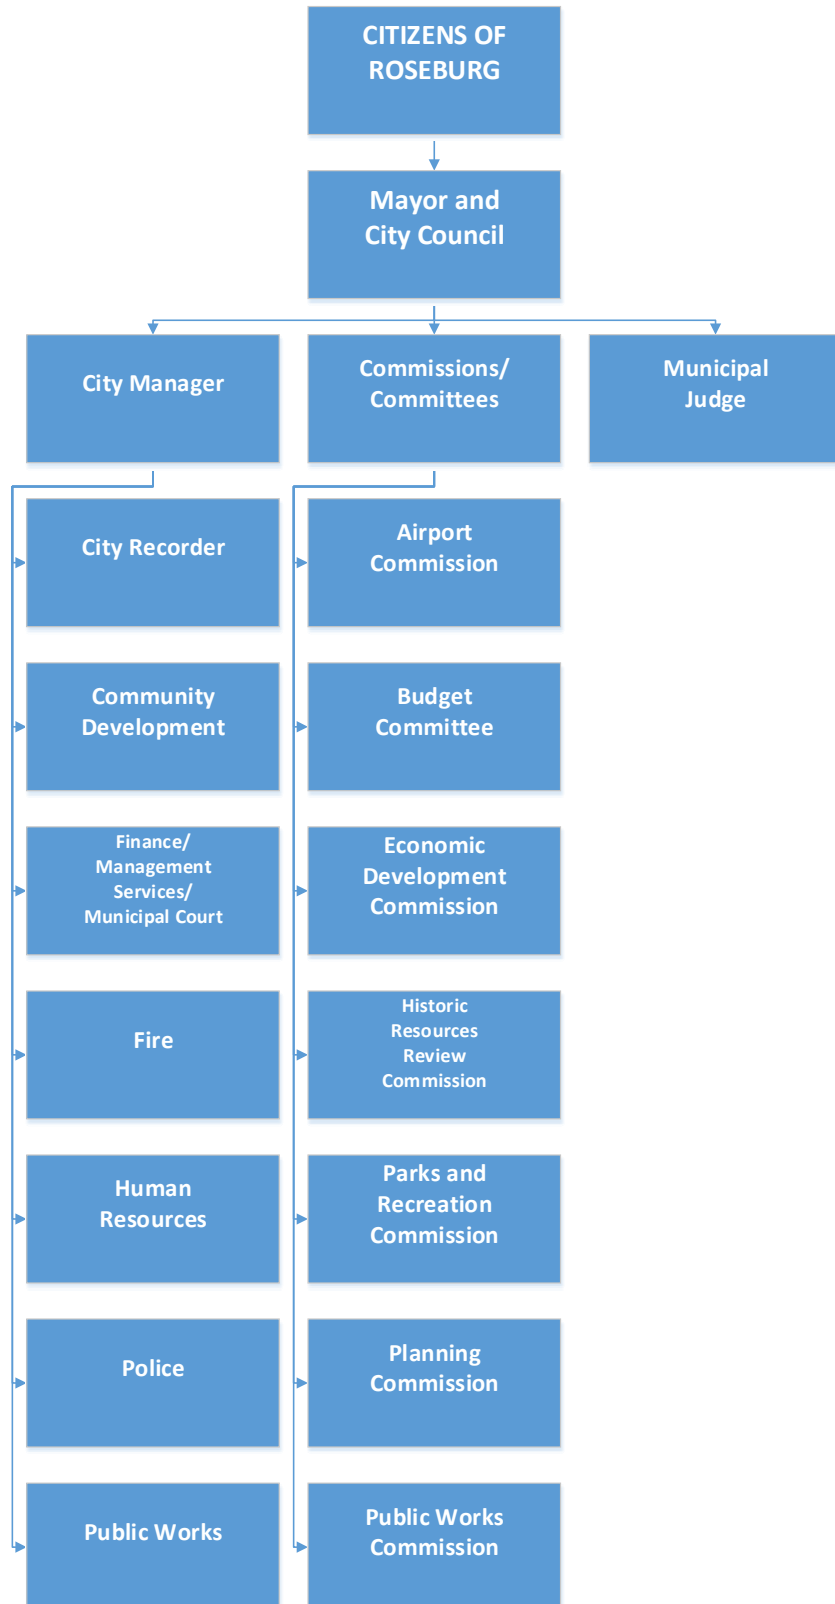 CITIZENS OF
ROSEBURG
Mayor and
City Council
City Manager
Commissions/
Committees
Municipal
Judge
City Recorder
Airport
Commission
Community
Development
Budget
Committee
Finance/
Management
Services/
Municipal Court
Economic
Development
Commission
Fire
Historic
Resources
Review
Commission
Human
Resources
Parks and
Recreation
Commission
Police
Planning
Commission
Public Works
Public Works
Commission